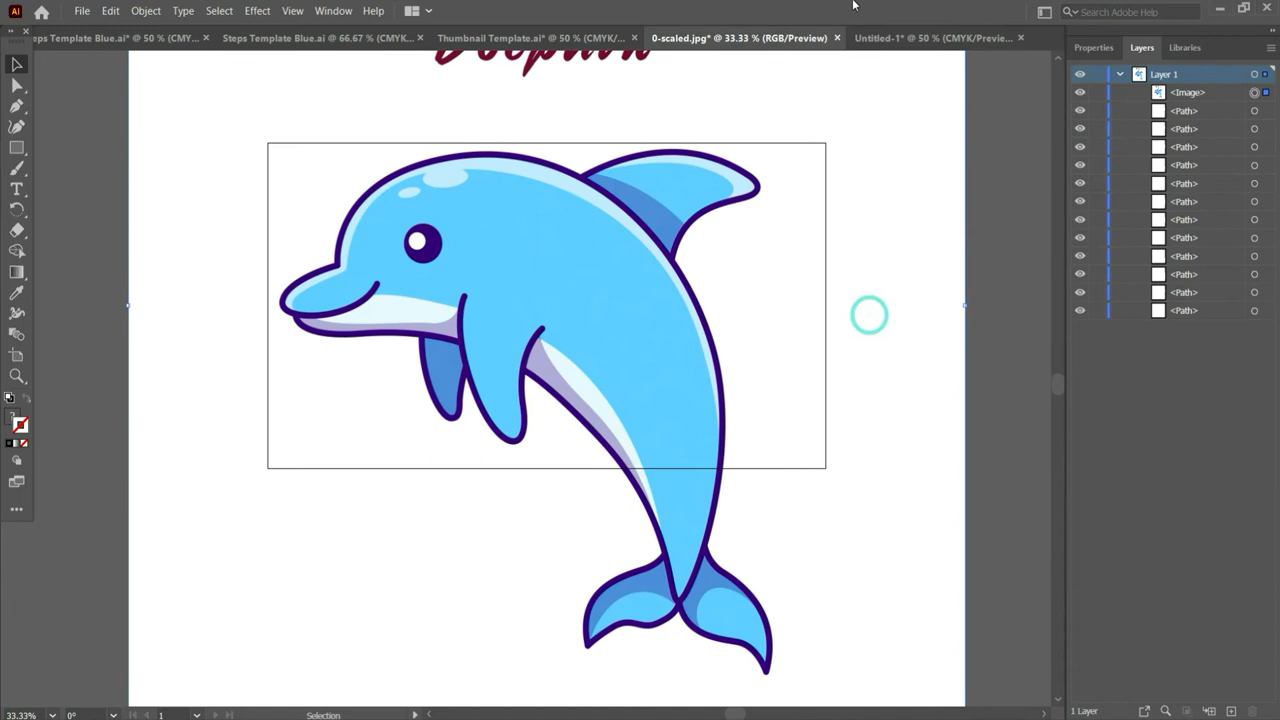 Ai File Edit Object Type Select Effect View Window Help Search Adobe Help
eps Template Blue.ai* @ 50 % (CMY... × Steps Template Blue.ai @ 66.67 % (CMYK... × Thumbnail Template.ai* @ 50 % (CMYK/... × 0-scaled.jpg* @ 33.33 % (RGB/Preview) × Untitled-1* @ 50 % (CMYK/Previe... ×
Properties Layers Libraries
Dolphin
Layer 1
<Image>
<Path>
<Path>
<Path>
<Path>
<Path>
<Path>
<Path>
<Path>
<Path>
<Path>
<Path>
<Path>
33.33% 0° 1 Selection
1 Layer